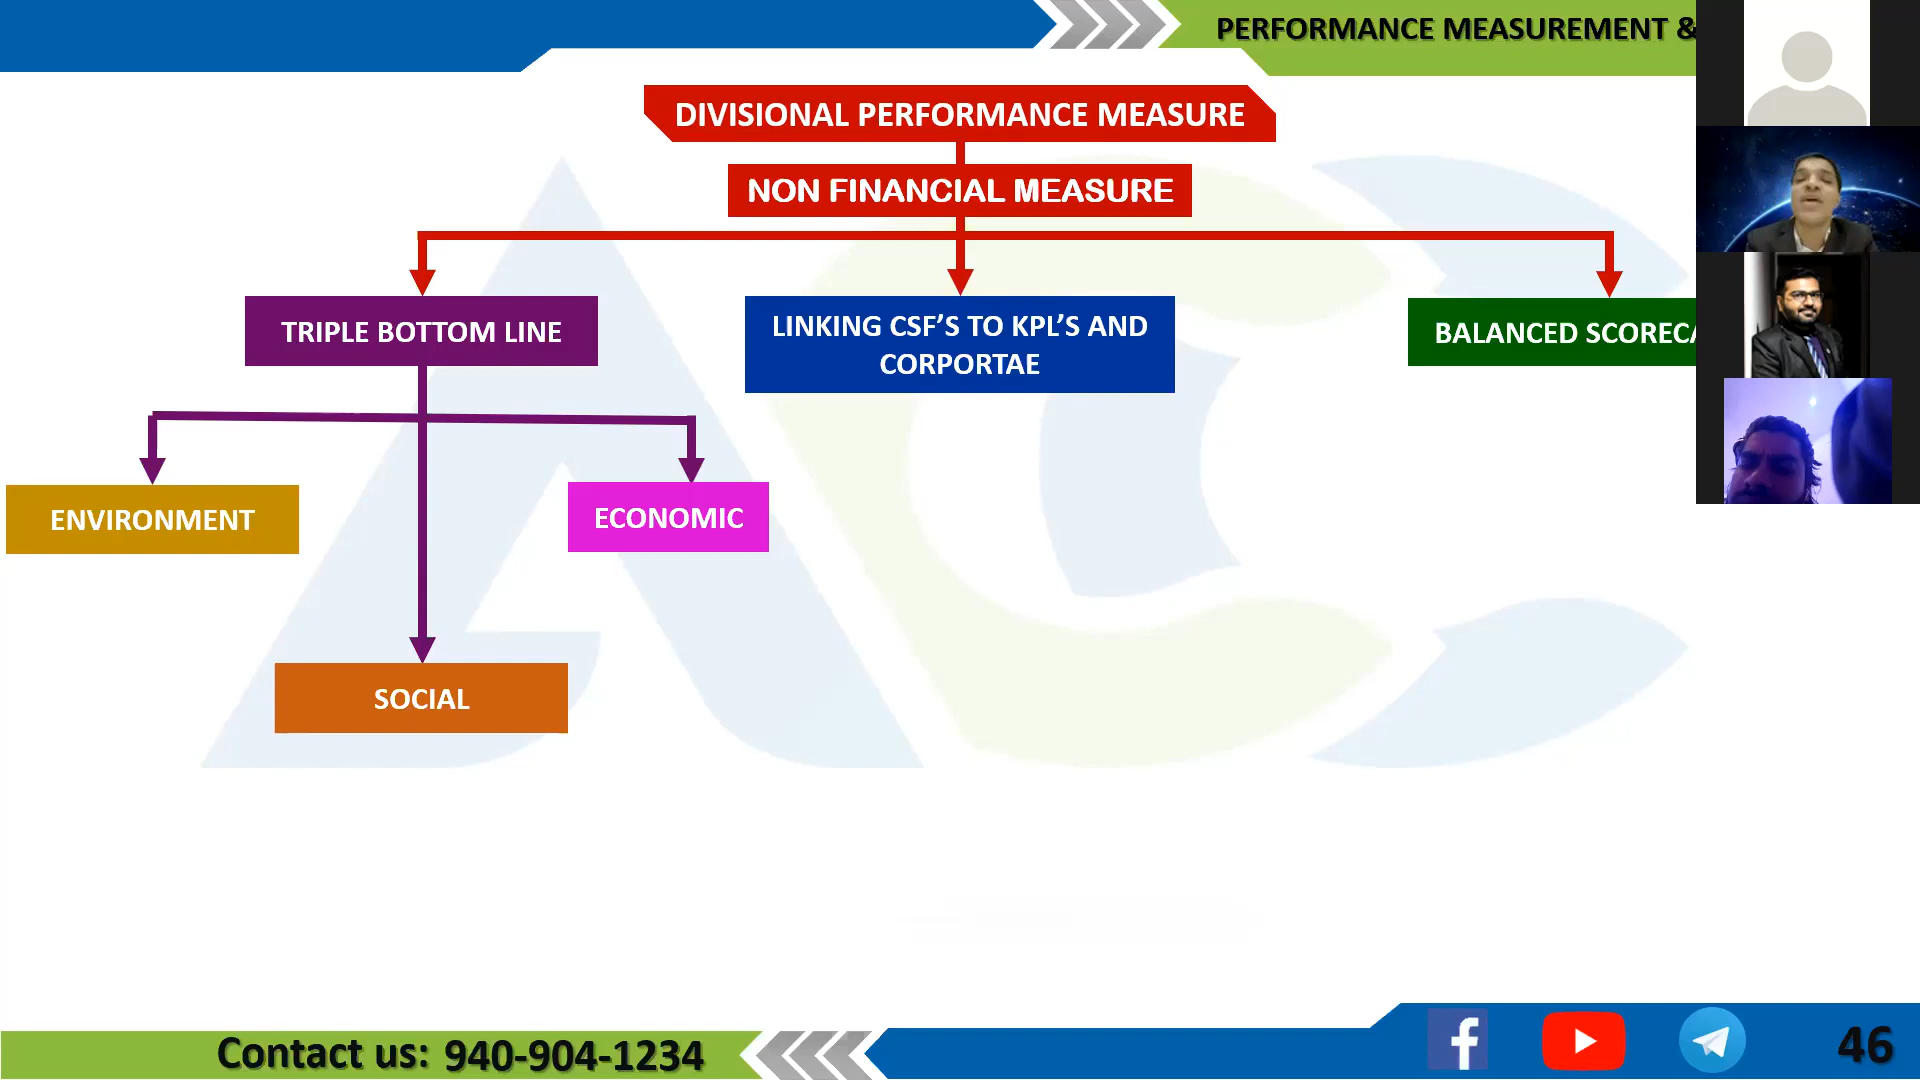 PERFORMANCE MEASUREMENT &
DIVISIONAL PERFORMANCE MEASURE
NON FINANCIAL MEASURE
TRIPLE BOTTOM LINE
LINKING CSF’S TO KPL’S AND
CORPORTAE
BALANCED
ENVIRONMENT
ECONOMIC
SOCIAL
Contact us: 940-904-1234
46